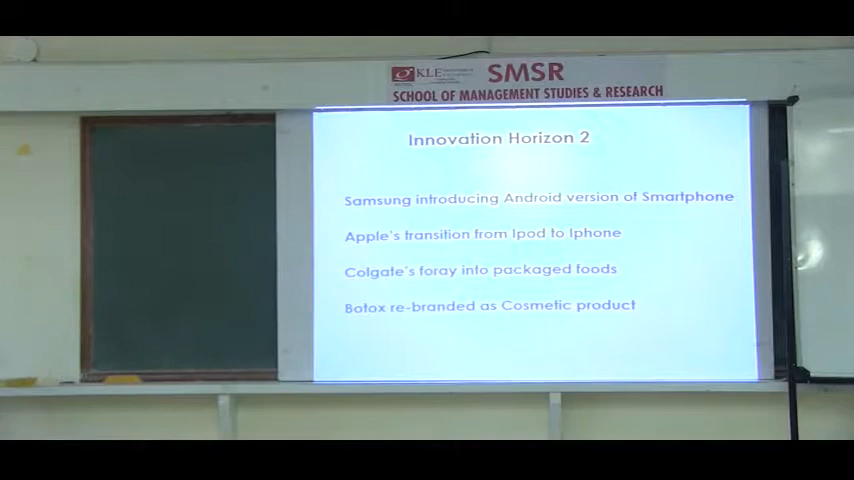 KLE
SMSR
SCHOOL OF MANAGEMENT STUDIES & RESEARCH
Innovation Horizon 2
Samsung introducing Android version of Smartphone
Apple's transition from Ipod to Iphone
Colgate's foray into packaged foods
Botox re-branded as Cosmetic product